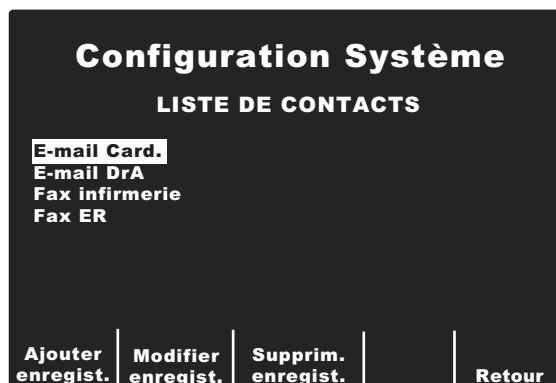 Configuration Système
LISTE DE CONTACTS
E-mail Card.
E-mail DrA
Fax infirmerie
Fax ER
Ajouter enregist.
Modifier enregist.
Supprim. enregist.
Retour